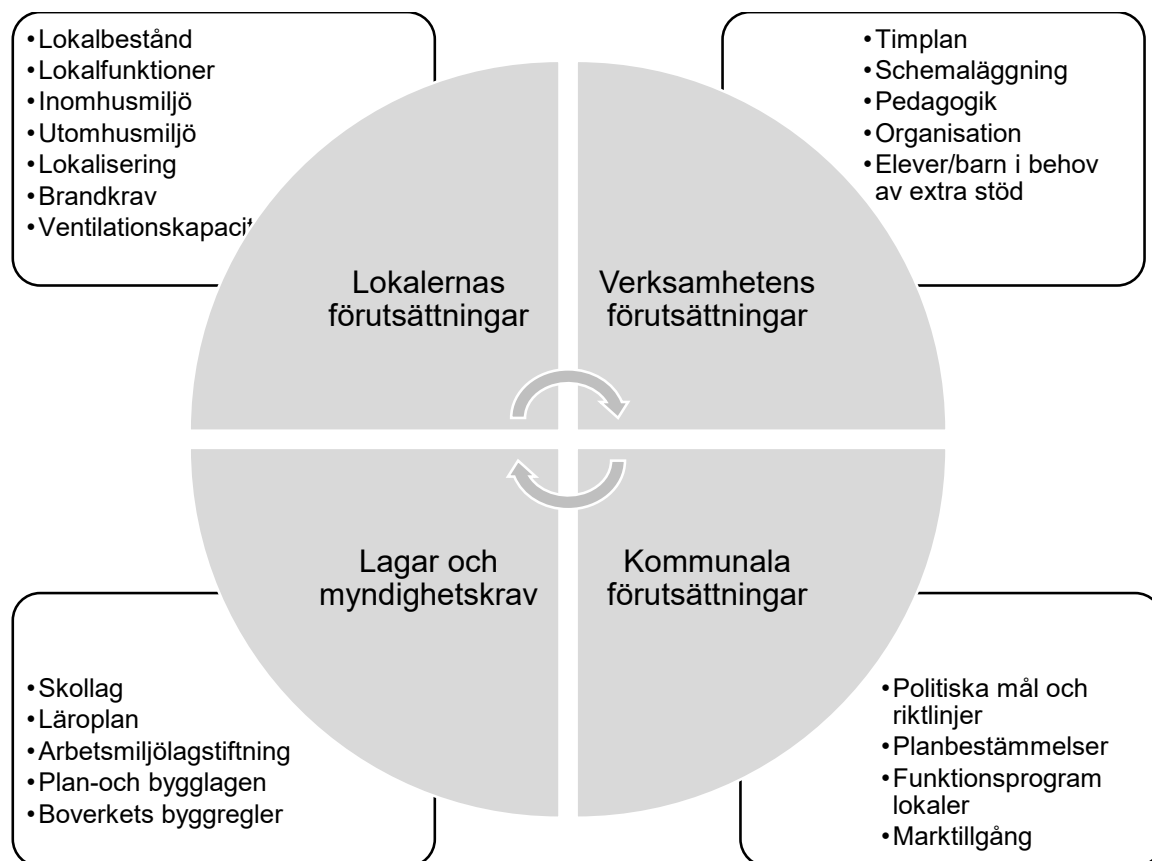 •Lokalbestånd
•Lokalfunktioner
•Inomhusmiljö
•Utomhusmiljö
•Lokalisering
•Brandkrav
•Ventilationskapacit
•Timplan
•Schemaläggning
•Pedagogik
•Organisation
•Elever/barn i behov
av extra stöd
Lokalernas
förutsättningar
Verksamhetens
förutsättningar
Lagar och
myndighetskrav
Kommunala
förutsättningar
•Skollag
•Läroplan
•Arbetsmiljölagstiftning
•Plan-och bygglagen
•Boverkets byggregler
•Politiska mål och
riktlinjer
•Planbestämmelser
•Funktionsprogram
lokaler
•Marktillgång